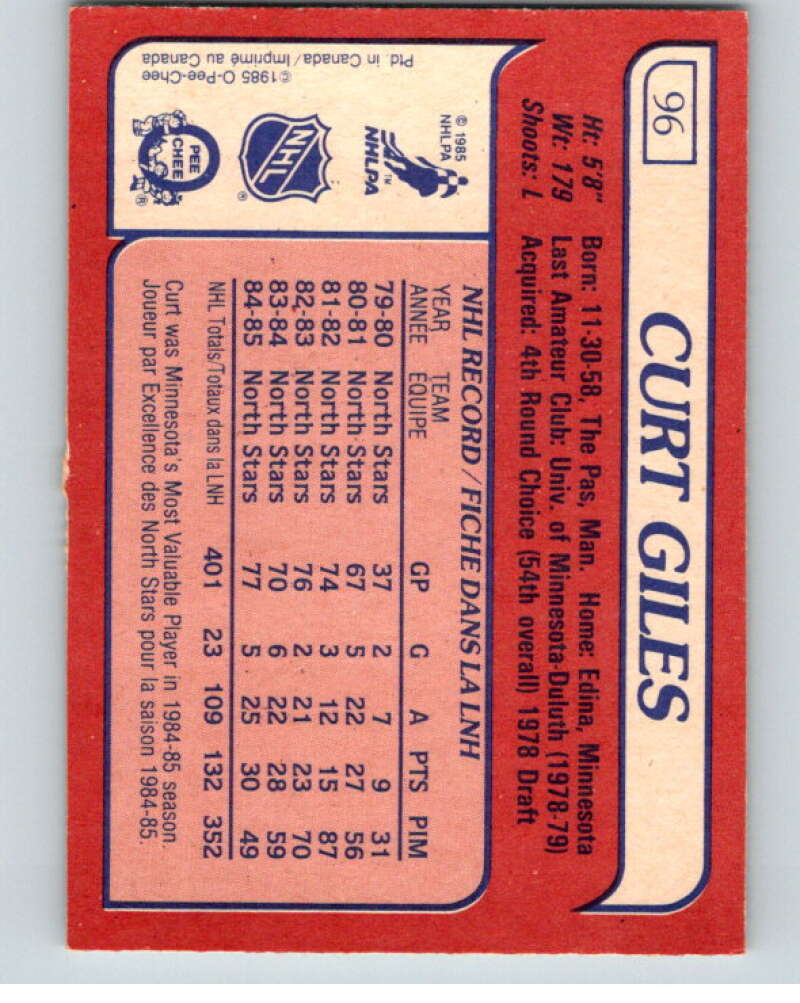 96
CURT GILES
Ht: 5'8" Born: 11-30-58, The Pas, Man. Home: Edina, Minnesota
Wt: 179 Last Amateur Club: Univ. of Minnesota-Duluth (1978-79)
Shoots: L Acquired: 4th Round Choice (54th overall) 1978 Draft
© 1985
NHLPA
NHLPA
TM
NHL
®
PEE
CHEE
®
©1985 O-Pee-Chee
Ptd. in Canada/Imprimé au Canada
NHL RECORD/FICHE DANS LA LNH
YEAR TEAM
ANNÉE ÉQUIPE GP G A PTS PIM
79-80 North Stars 37 2 7 9 31
80-81 North Stars 67 5 22 27 56
81-82 North Stars 74 3 12 15 87
82-83 North Stars 76 2 21 23 70
83-84 North Stars 70 6 22 28 59
84-85 North Stars 77 5 25 30 49
NHL Totals/Totaux dans la LNH 401 23 109 132 352
Curt was Minnesota's Most Valuable Player in 1984-85 season.
Joueur par Excellence des North Stars pour la saison 1984-85.